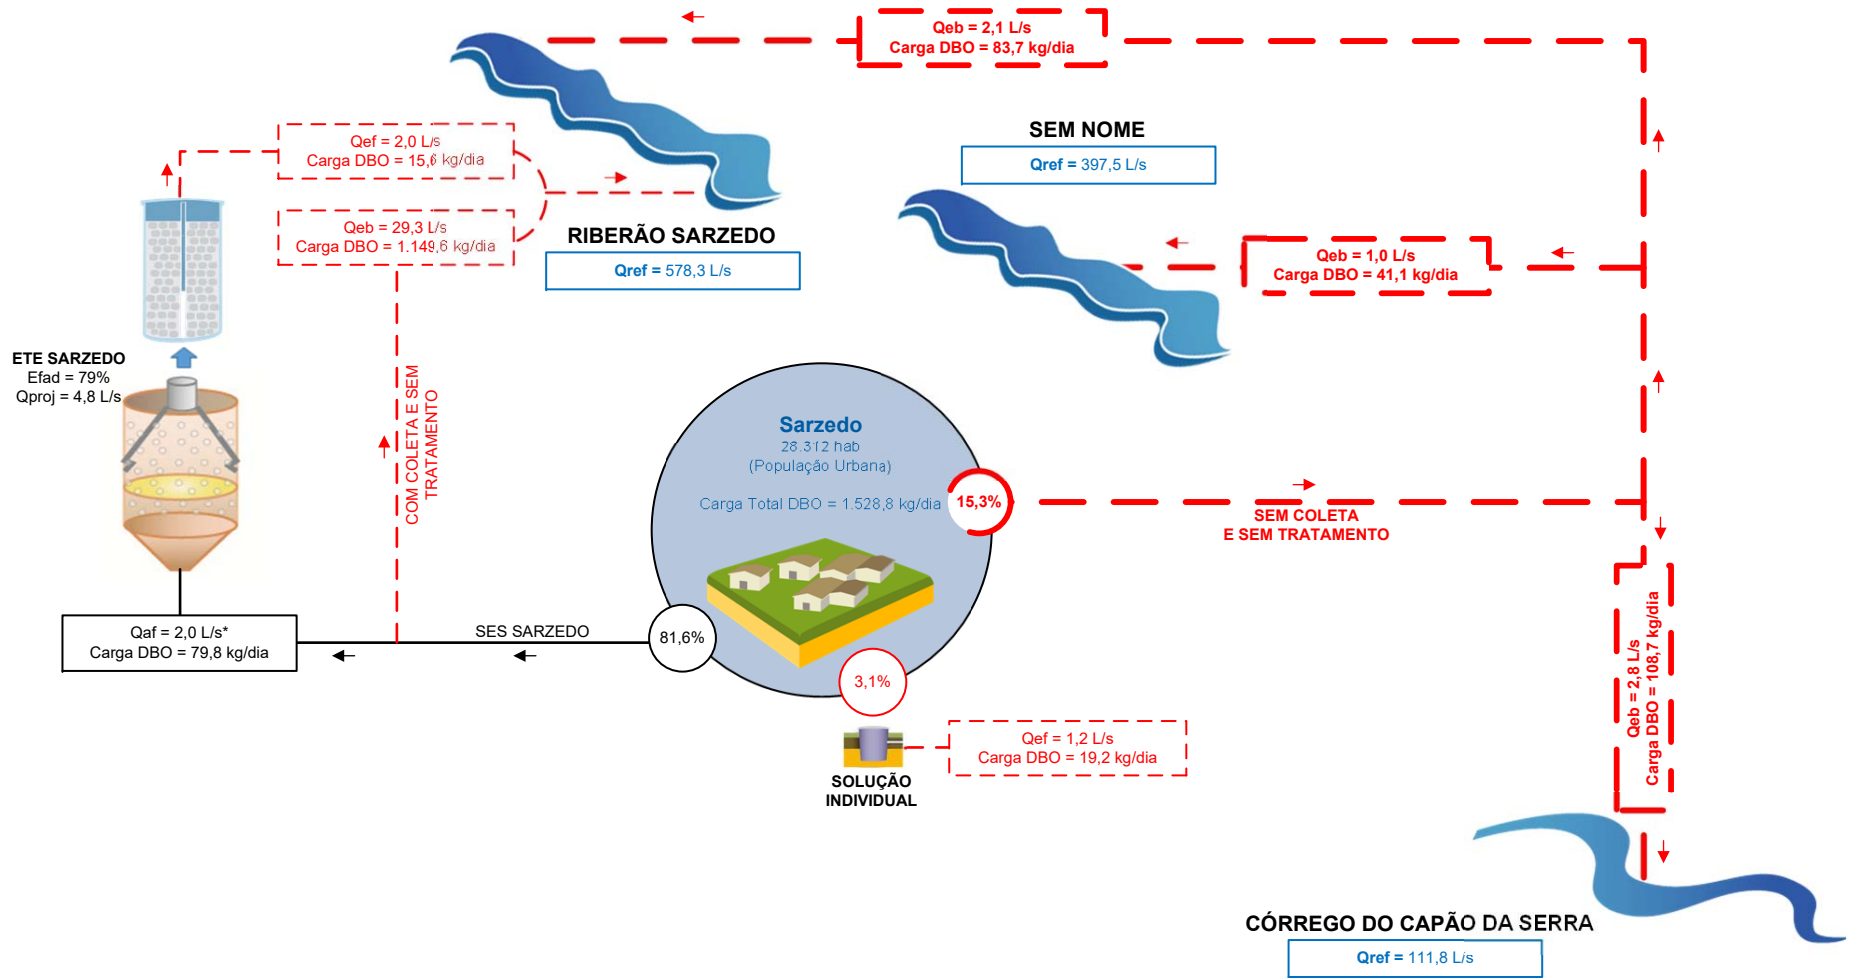 Qeb = 2,1 L/s
Carga DBO = 83,7 kg/dia
Qef = 2,0 L/s
Carga DBO = 15,6 kg/dia
SEM NOME
Qref = 397,5 L/s
Qeb = 29,3 L/s
Carga DBO = 1.149,6 kg/dia
RIBERÃO SARZEDO
Qref = 578,3 L/s
Qeb = 1,0 L/s
Carga DBO = 41,1 kg/dia
ETE SARZEDO
Efad = 79%
Qproj = 4,8 L/s
COM COLETA E SEM
TRATAMENTO
Sarzedo
28.312 hab
(População Urbana)
Carga Total DBO = 1.528,8 kg/dia
15,3%
SEM COLETA
E SEM TRATAMENTO
Qaf = 2,0 L/s*
Carga DBO = 79,8 kg/dia
SES SARZEDO
81,6%
3,1%
Qef = 1,2 L/s
Carga DBO = 19,2 kg/dia
SOLUÇÃO
INDIVIDUAL
Qeb = 2,8 L/s
Carga DBO = 108,7 kg/dia
CÓRREGO DO CAPÃO DA SERRA
Qref = 111,8 L/s